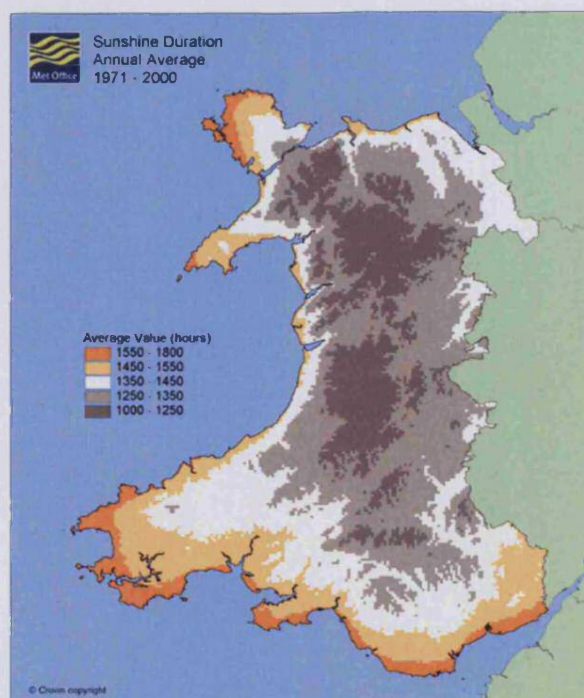 Met Office
Sunshine Duration
Annual Average
1971 - 2000
Average Value (hours)
1550 - 1800
1450 - 1550
1350 - 1450
1250 - 1350
1000 - 1250
© Crown copyright